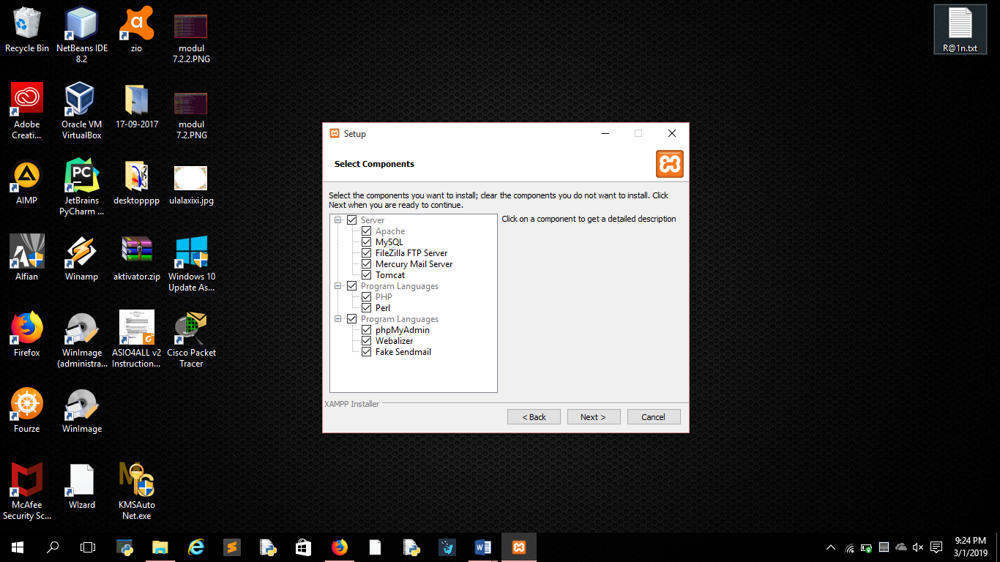 Recycle Bin
NetBeans IDE
8.2
zio
modul
7.2.2.PNG
R@1n.txt
Adobe
Creati...
Oracle VM
VirtualBox
17-09-2017
modul
7.2.PNG
AIMP
PC
JetBrains
PyCharm ...
desktopppp
ulalaxixi.jpg
Alfian
Winamp
aktivator.zip
Windows 10
Update As...
Firefox
WinImage
(administra...
ASIO4ALL v2
Instruction...
Cisco Packet
Tracer
Fourze
WinImage
McAfee
Security Sc...
WIzard
KMSAuto
Net.exe
Setup
Select Components
Select the components you want to install; clear the components you do not want to install. Click
Next when you are ready to continue.
Server
Apache
MySQL
FileZilla FTP Server
Mercury Mail Server
Tomcat
Program Languages
PHP
Perl
Program Languages
phpMyAdmin
Webalizer
Fake Sendmail
Click on a component to get a detailed description
XAMPP Installer
< Back
Next >
Cancel
9:24 PM
3/1/2019